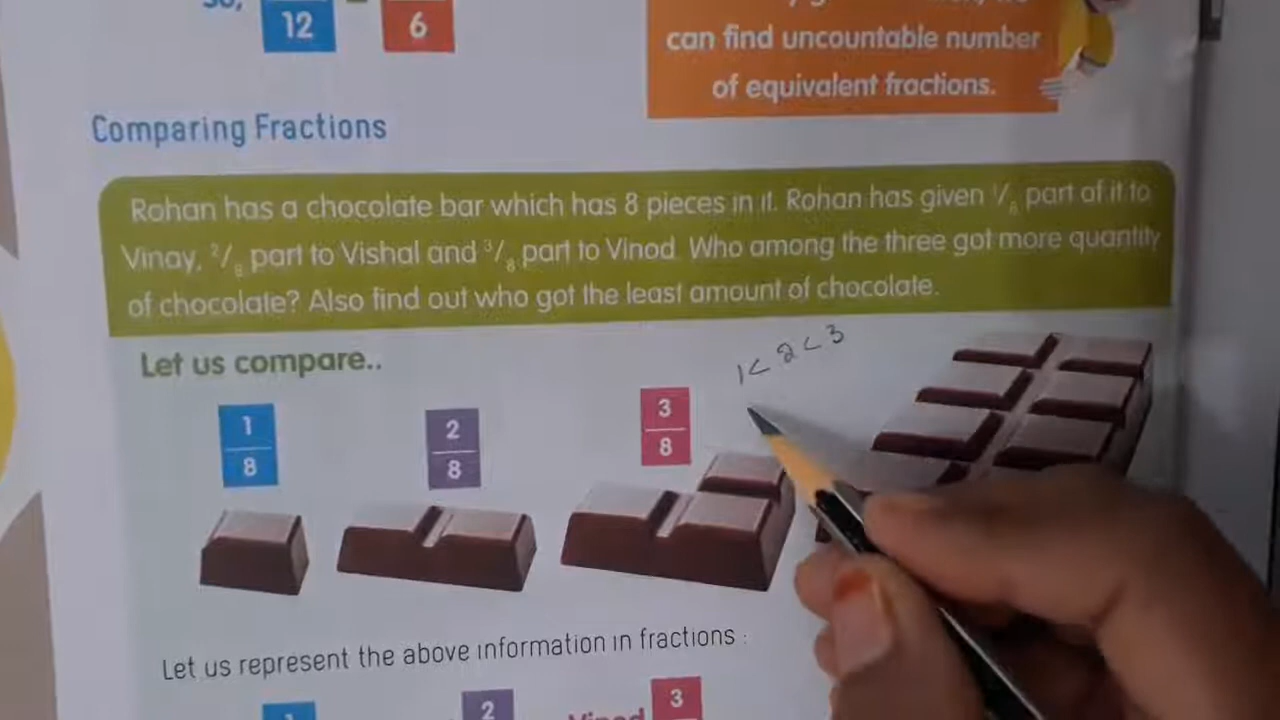 So,
12
6
can find uncountable number
of equivalent fractions.
Comparing Fractions
Rohan has a chocolate bar which has 8 pieces in it. Rohan has given 1/8 part of it to
Vinay, 2/8 part to Vishal and 3/8 part to Vinod. Who among the three got more quantity
of chocolate? Also find out who got the least amount of chocolate.
Let us compare..
1<2<3
1
8
2
8
3
8
Let us represent the above information in fractions :
1
2
Vinod
3